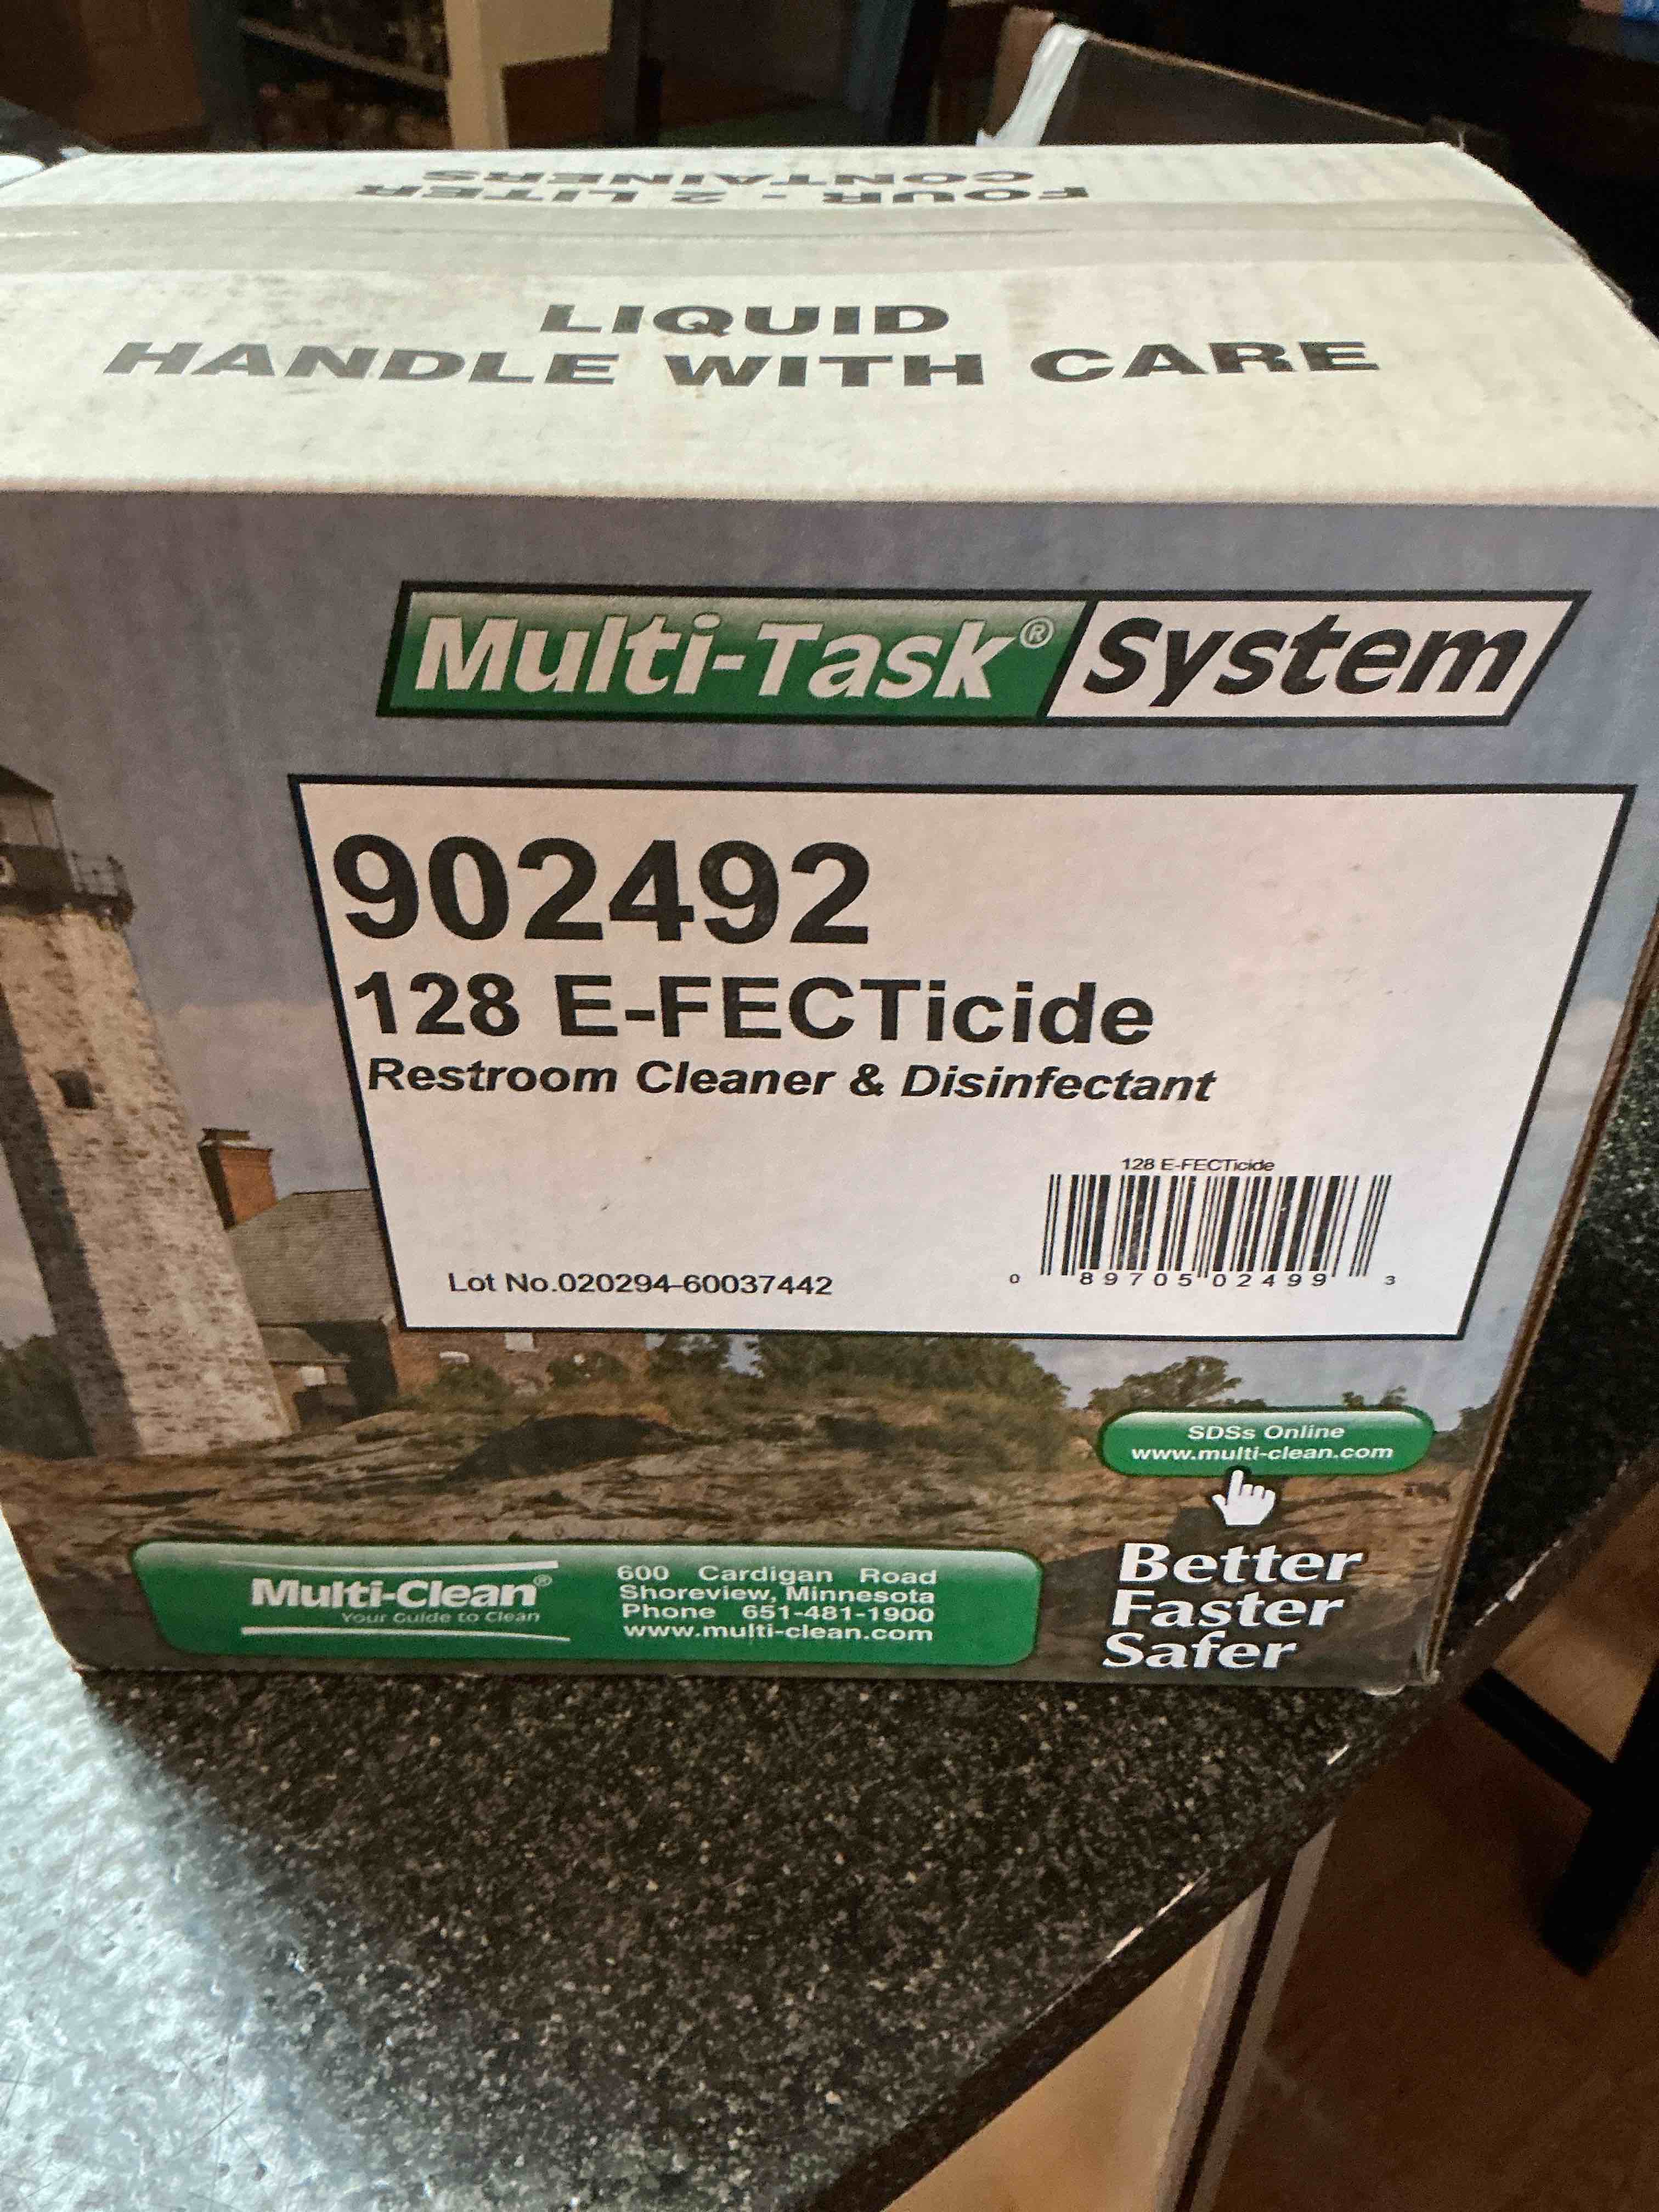 FOUR - 2 LITER
CONTAINERS
LIQUID
HANDLE WITH CARE
Multi-Task® System
902492
128 E-FECTicide
Restroom Cleaner & Disinfectant
128 E-FECTicide
0 89705 02499 3
Lot No.020294-60037442
SDSs Online
www.multi-clean.com
Multi-Clean®
Your Guide to Clean
600 Cardigan Road
Shoreview, Minnesota
Phone 651-481-1900
www.multi-clean.com
Better
Faster
Safer